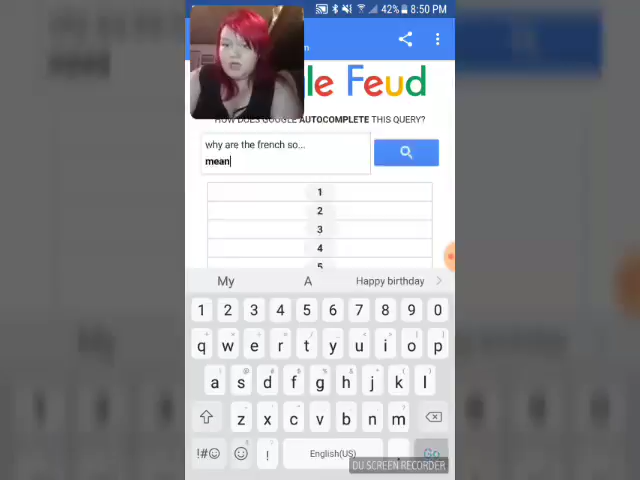 42% 8:50 PM
le Feud
HOW DOES GOOGLE AUTOCOMPLETE THIS QUERY?
why are the french so...
mean
1
2
3
4
5
My A Happy birthday
1 2 3 4 5 6 7 8 9 0
q w e r t y u i o p
a s d f g h j k l
z x c v b n m
!#☺ ! English(US) . Go
DU SCREEN RECORDER